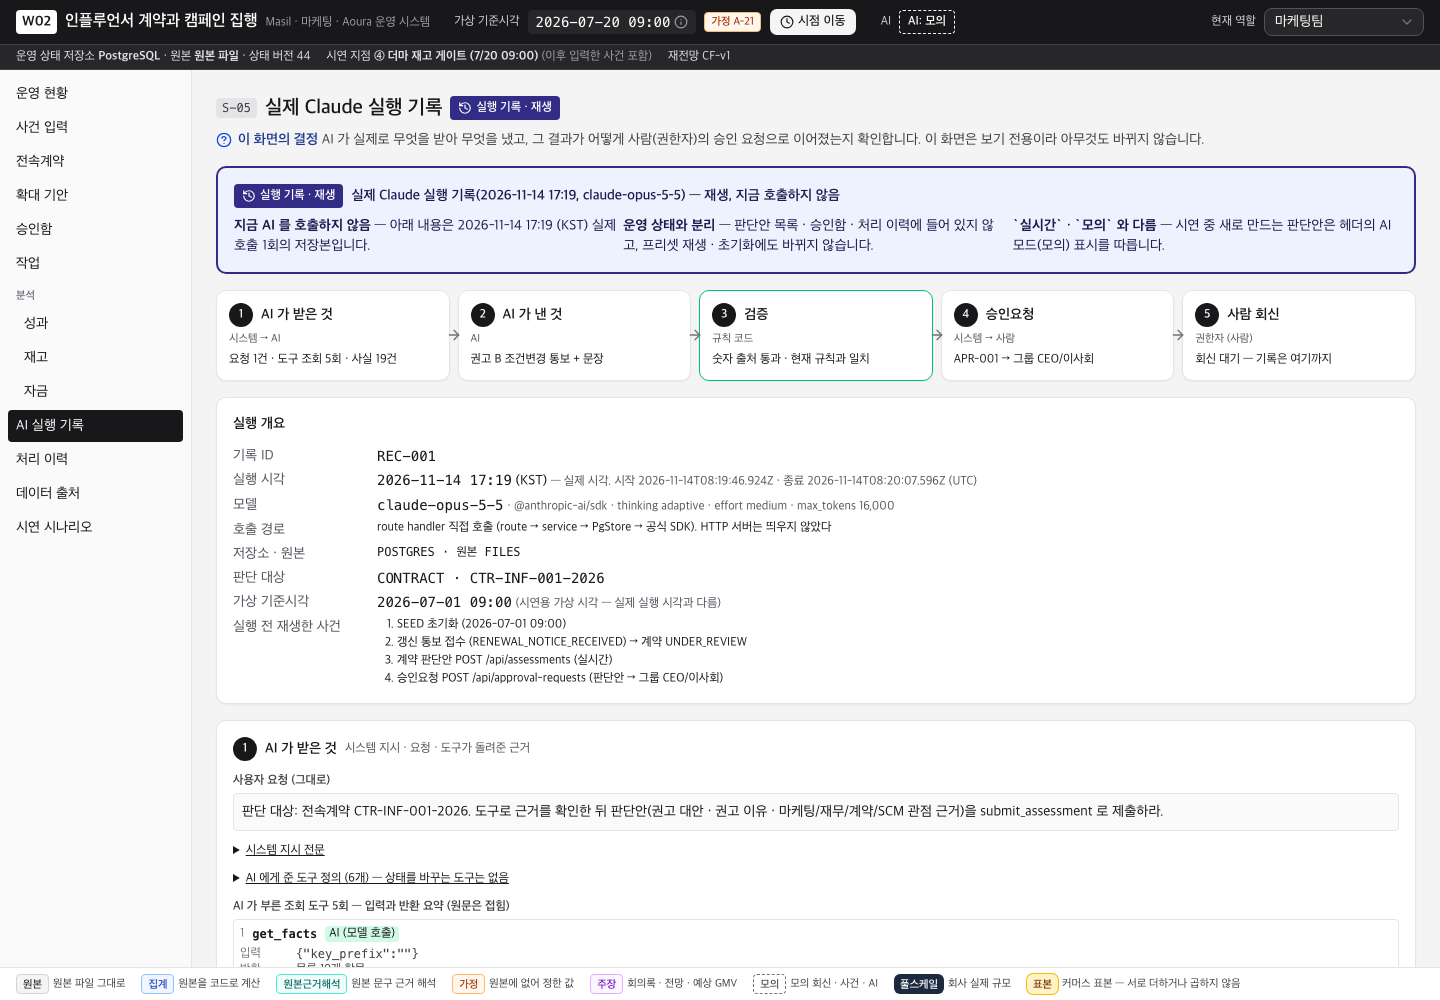 W02 인플루언서 계약과 캠페인 집행 Masil · 마케팅 · Aoura 운영 시스템 가상 기준시각 2026-07-20 09:00 가정 A-21 시점 이동 AI AI: 모의 현재 역할 마케팅팀
운영 상태 저장소 PostgreSQL · 원본 원본 파일 · 상태 버전 44 시연 지점 ④ 더마 재고 게이트 (7/20 09:00) (이후 입력한 사건 포함) 재전망 CF-v1
운영 현황
사건 입력
전속계약
확대 기안
승인함
작업
분석
성과
재고
자금
AI 실행 기록
처리 이력
데이터 출처
시연 시나리오
S-05 실제 Claude 실행 기록 실행 기록 · 재생
이 화면의 결정 AI 가 실제로 무엇을 받아 무엇을 냈고, 그 결과가 어떻게 사람(권한자)의 승인 요청으로 이어졌는지 확인합니다. 이 화면은 보기 전용이라 아무것도 바뀌지 않습니다.
실행 기록 · 재생 실제 Claude 실행 기록(2026-11-14 17:19, claude-opus-5-5) — 재생, 지금 호출하지 않음
지금 AI 를 호출하지 않음 — 아래 내용은 2026-11-14 17:19 (KST) 실제
호출 1회의 저장본입니다.
운영 상태와 분리 — 판단안 목록 · 승인함 · 처리 이력에 들어 있지 않
고, 프리셋 재생 · 초기화에도 바뀌지 않습니다.
`실시간` · `모의` 와 다름 — 시연 중 새로 만드는 판단안은 헤더의 AI
모드(모의) 표시를 따릅니다.
1 AI 가 받은 것
시스템 → AI
요청 1건 · 도구 조회 5회 · 사실 19건
2 AI 가 낸 것
AI
권고 B 조건변경 통보 + 문장
3 검증
규칙 코드
숫자 출처 통과 · 현재 규칙과 일치
4 승인요청
시스템 → 사람
APR-001 → 그룹 CEO/이사회
5 사람 회신
권한자 (사람)
회신 대기 — 기록은 여기까지
실행 개요
기록 ID REC-001
실행 시각 2026-11-14 17:19 (KST) — 실제 시각. 시작 2026-11-14T08:19:46.924Z · 종료 2026-11-14T08:20:07.596Z (UTC)
모델 claude-opus-5-5 · @anthropic-ai/sdk · thinking adaptive · effort medium · max_tokens 16,000
호출 경로 route handler 직접 호출 (route → service → PgStore → 공식 SDK). HTTP 서버는 띄우지 않았다
저장소 · 원본 POSTGRES · 원본 FILES
판단 대상 CONTRACT · CTR-INF-001-2026
가상 기준시각 2026-07-01 09:00 (시연용 가상 시각 — 실제 실행 시각과 다름)
실행 전 재생한 사건 1. SEED 초기화 (2026-07-01 09:00)
2. 갱신 통보 접수 (RENEWAL_NOTICE_RECEIVED) → 계약 UNDER_REVIEW
3. 계약 판단안 POST /api/assessments (실시간)
4. 승인요청 POST /api/approval-requests (판단안 → 그룹 CEO/이사회)
1 AI 가 받은 것 시스템 지시 · 요청 · 도구가 돌려준 근거
사용자 요청 (그대로)
판단 대상: 전속계약 CTR-INF-001-2026. 도구로 근거를 확인한 뒤 판단안(권고 대안 · 권고 이유 · 마케팅/재무/계약/SCM 관점 근거)을 submit_assessment 로 제출하라.
▶ 시스템 지시 전문
▶ AI 에게 준 도구 정의 (6개) — 상태를 바꾸는 도구는 없음
AI 가 부른 조회 도구 5회 — 입력과 반환 요약 (원문은 접힘)
1 get_facts AI (모델 호출)
입력 {"key_prefix":""}
원본 원본 파일 그대로 집계 원본을 코드로 계산 원본근거해석 원본 문구 근거 해석 가정 원본에 없어 정한 값 주장 회의록 · 전망 · 예상 GMV 모의 모의 회신 · 사건 · AI 풀스케일 회사 실제 규모 표본 커머스 표본 — 서로 더하거나 곱하지 않음